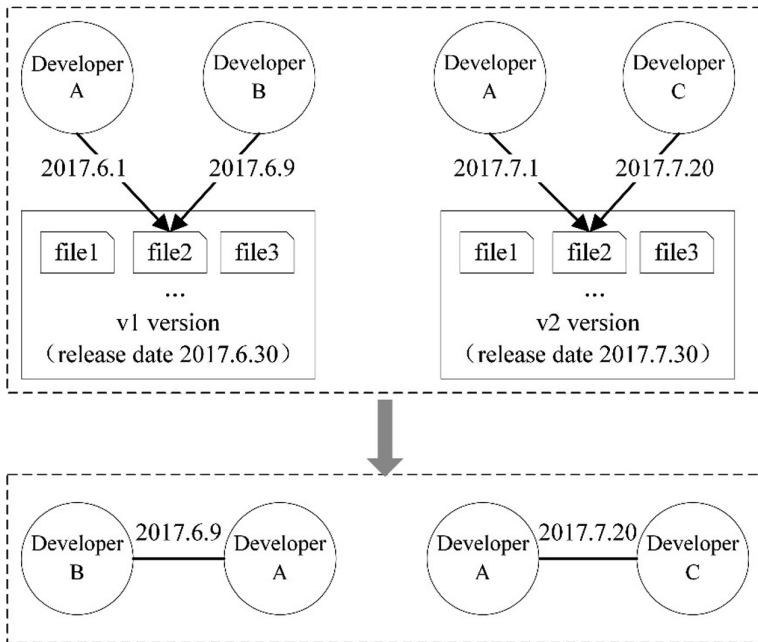 Developer
A
Developer
B
Developer
A
Developer
C
2017.6.1
2017.6.9
2017.7.1
2017.7.20
file1
file2
file3
...
v1 version
（release date 2017.6.30）
file1
file2
file3
...
v2 version
（release date 2017.7.30）
Developer
B
2017.6.9
Developer
A
Developer
A
2017.7.20
Developer
C